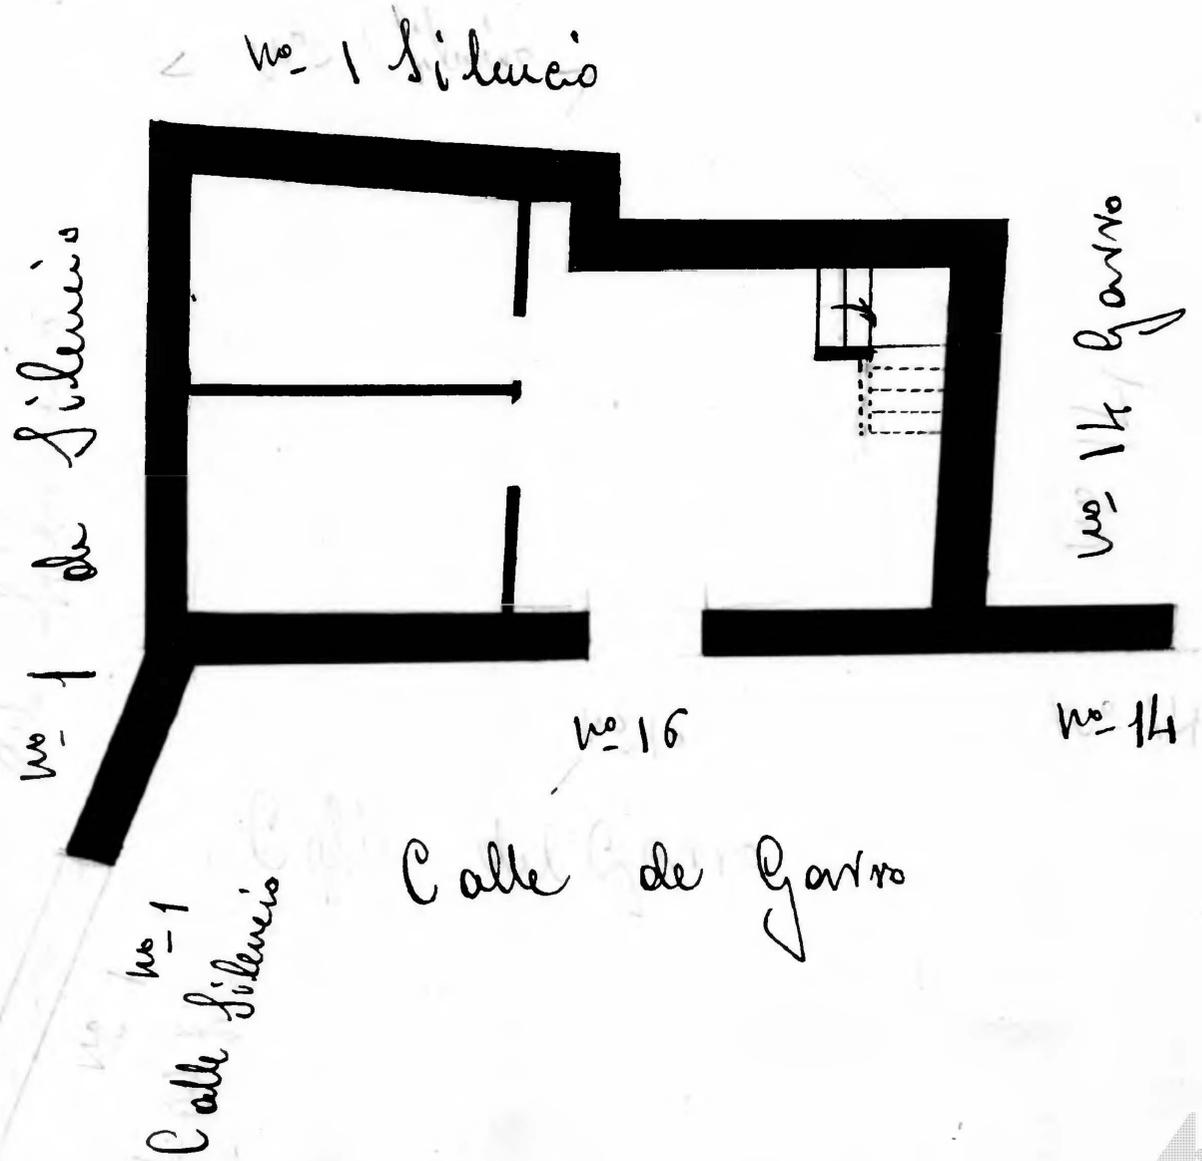 nº 1 Silencio
nº 1 de Silencio
nº 14 Garro
nº 16
nº 14
Calle de Garro
nº 1
Calle Silencio